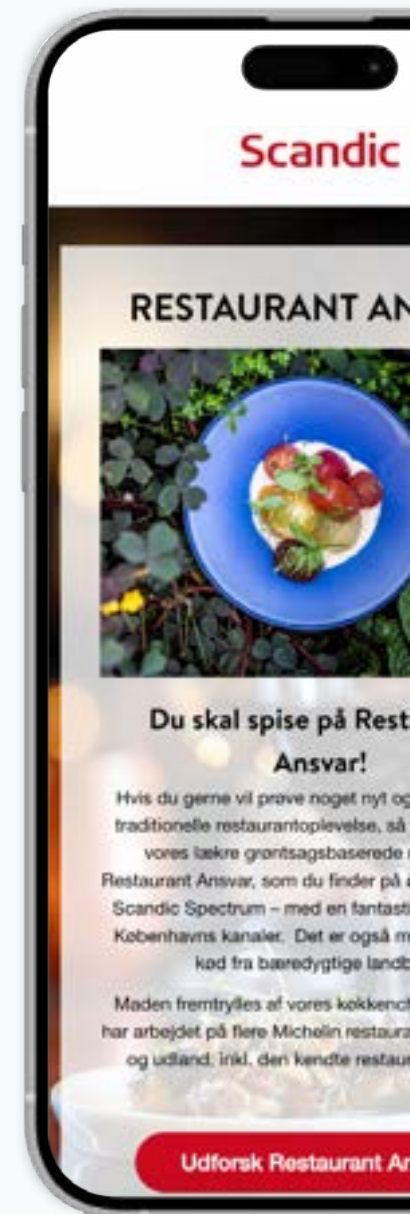 Scandic
RESTAURANT AN
Du skal spise på Rest
Ansvar!
Hvis du gerne vil prøve noget nyt og
traditionelle restaurantoplevelse, så
vores lækre grøntsagsbaserede
Restaurant Ansvar, som du finder på
Scandic Spectrum – med en fantasti
Københavns kanaler. Det er også m
kød fra bæredygtige landb
Maden fremtrylles af vores køkkench
har arbejdet på flere Michelin restaura
og udland, inkl. den kendte restaur
Udforsk Restaurant An